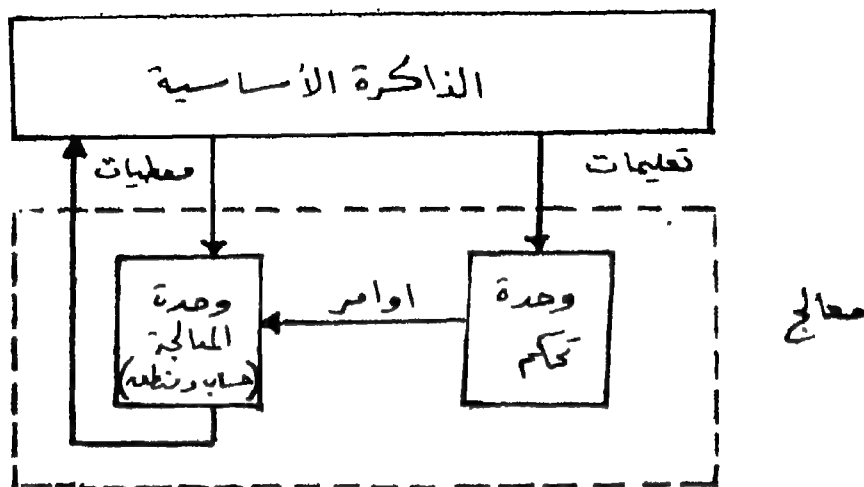 الذاكرة الأساسية
تعليمات
معطيات
وحدة
تحكم
اوامر
وحدة
المعالجة
(حساب ومنطق)
معالج